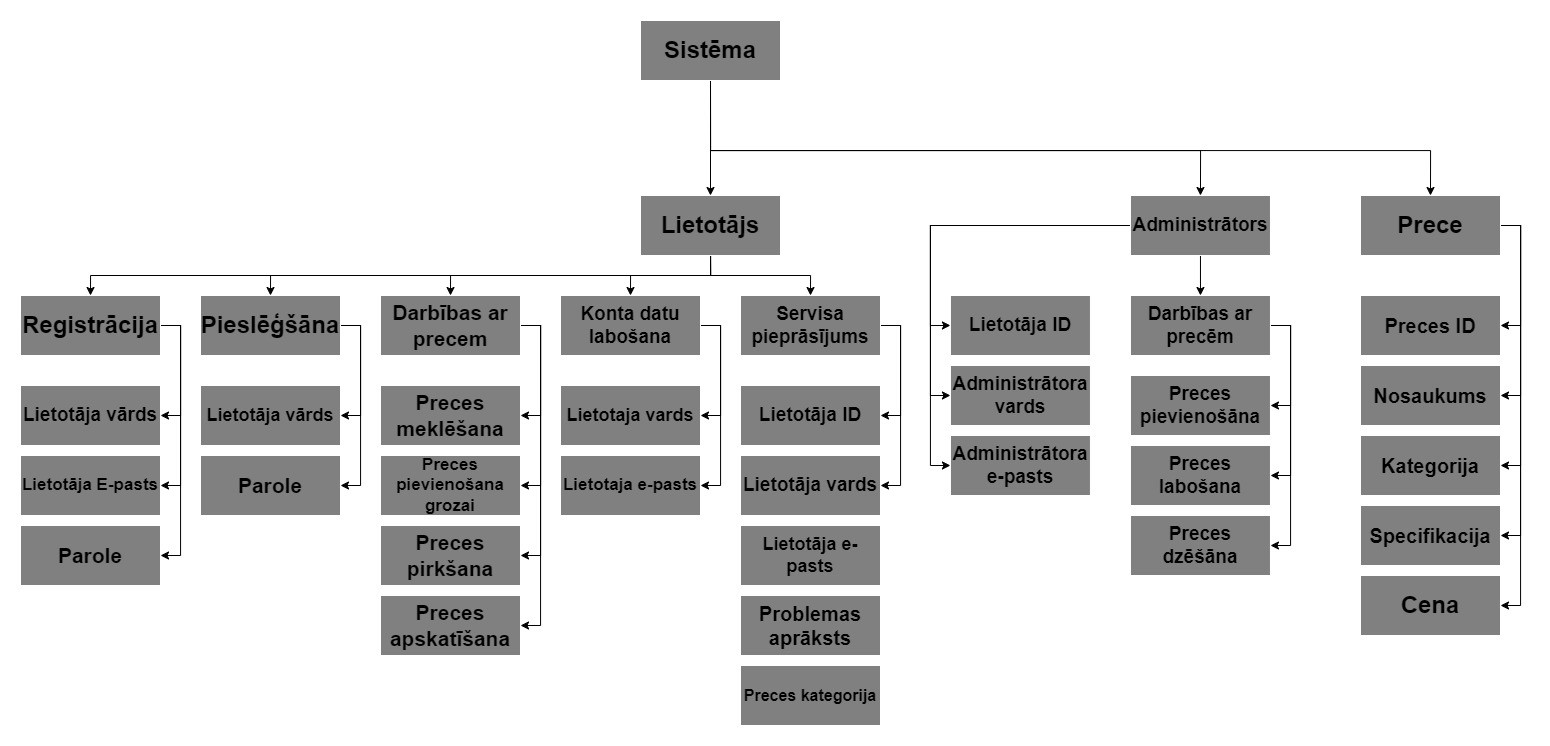 Sistēma
Lietotājs
Administrātors
Prece
Registrācija
Pieslēģšāna
Darbības ar
precem
Konta datu
labošana
Servisa
pieprāsījums
Lietotāja ID
Darbības ar
precēm
Preces ID
Lietotāja vārds
Lietotāja E-pasts
Parole
Lietotāja vārds
Parole
Preces
meklēšana
Preces
pievienošana
grozai
Preces
pirkšana
Preces
apskatīšana
Lietotaja vards
Lietotaja e-pasts
Lietotāja ID
Lietotāja vards
Lietotāja e-
pasts
Problemas
aprāksts
Preces kategorija
Administrātora
vards
Administrātora
e-pasts
Preces
pievienošāna
Preces
labošana
Preces
dzēšāna
Nosaukums
Kategorija
Specifikacija
Cena